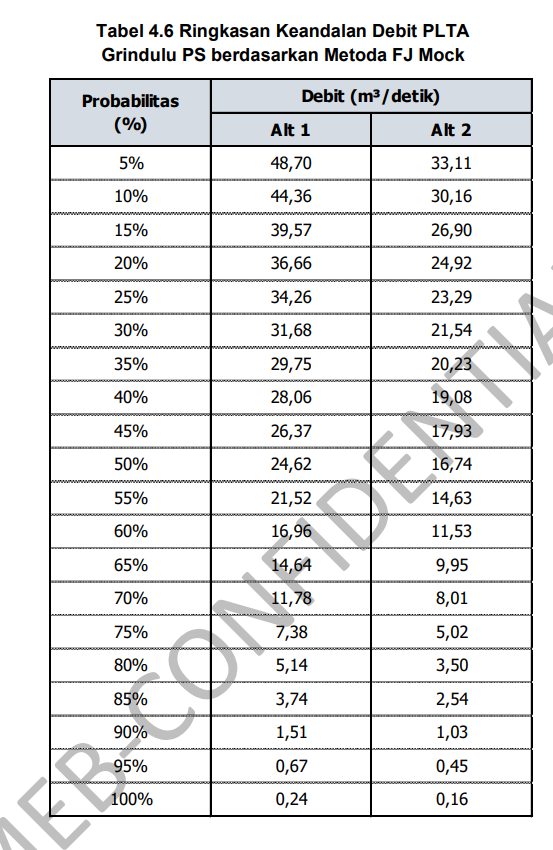 Tabel 4.6 Ringkasan Keandalan Debit PLTA
Grindulu PS berdasarkan Metoda FJ Mock
Probabilitas (%) Debit (m³/detik)
Alt 1 Alt 2
5% 48,70 33,11
10% 44,36 30,16
15% 39,57 26,90
20% 36,66 24,92
25% 34,26 23,29
30% 31,68 21,54
35% 29,75 20,23
40% 28,06 19,08
45% 26,37 17,93
50% 24,62 16,74
55% 21,52 14,63
60% 16,96 11,53
65% 14,64 9,95
70% 11,78 8,01
75% 7,38 5,02
80% 5,14 3,50
85% 3,74 2,54
90% 1,51 1,03
95% 0,67 0,45
100% 0,24 0,16
MEB-CONFIDENTIA